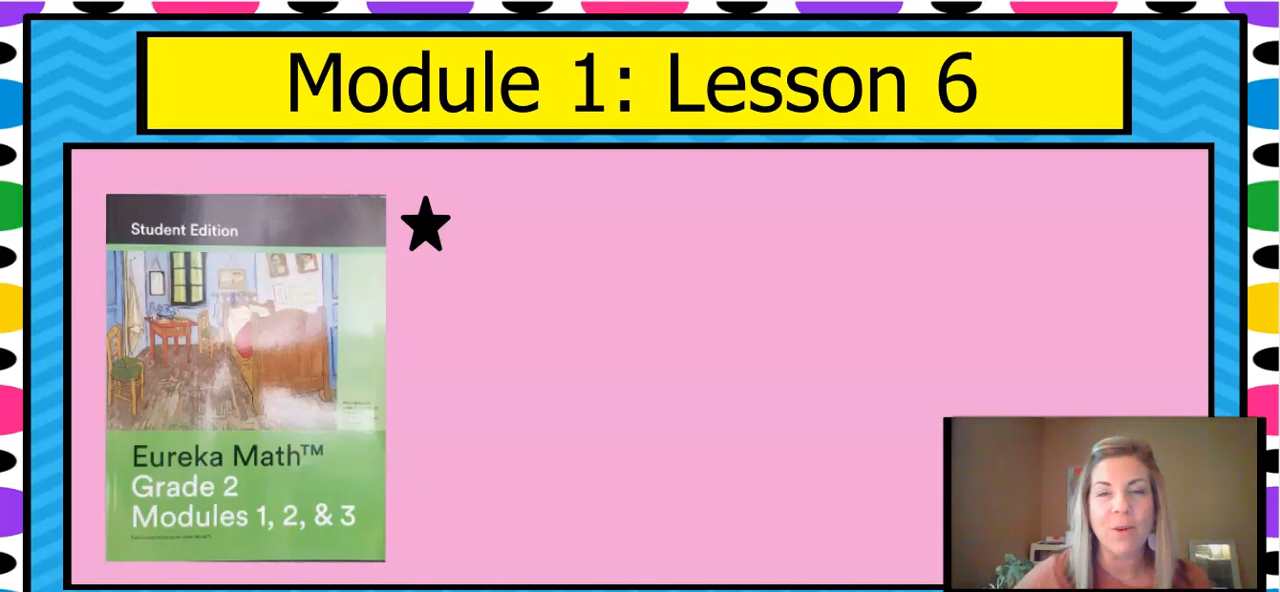 Module 1: Lesson 6
Student Edition
Eureka Math™
Grade 2
Modules 1, 2, & 3